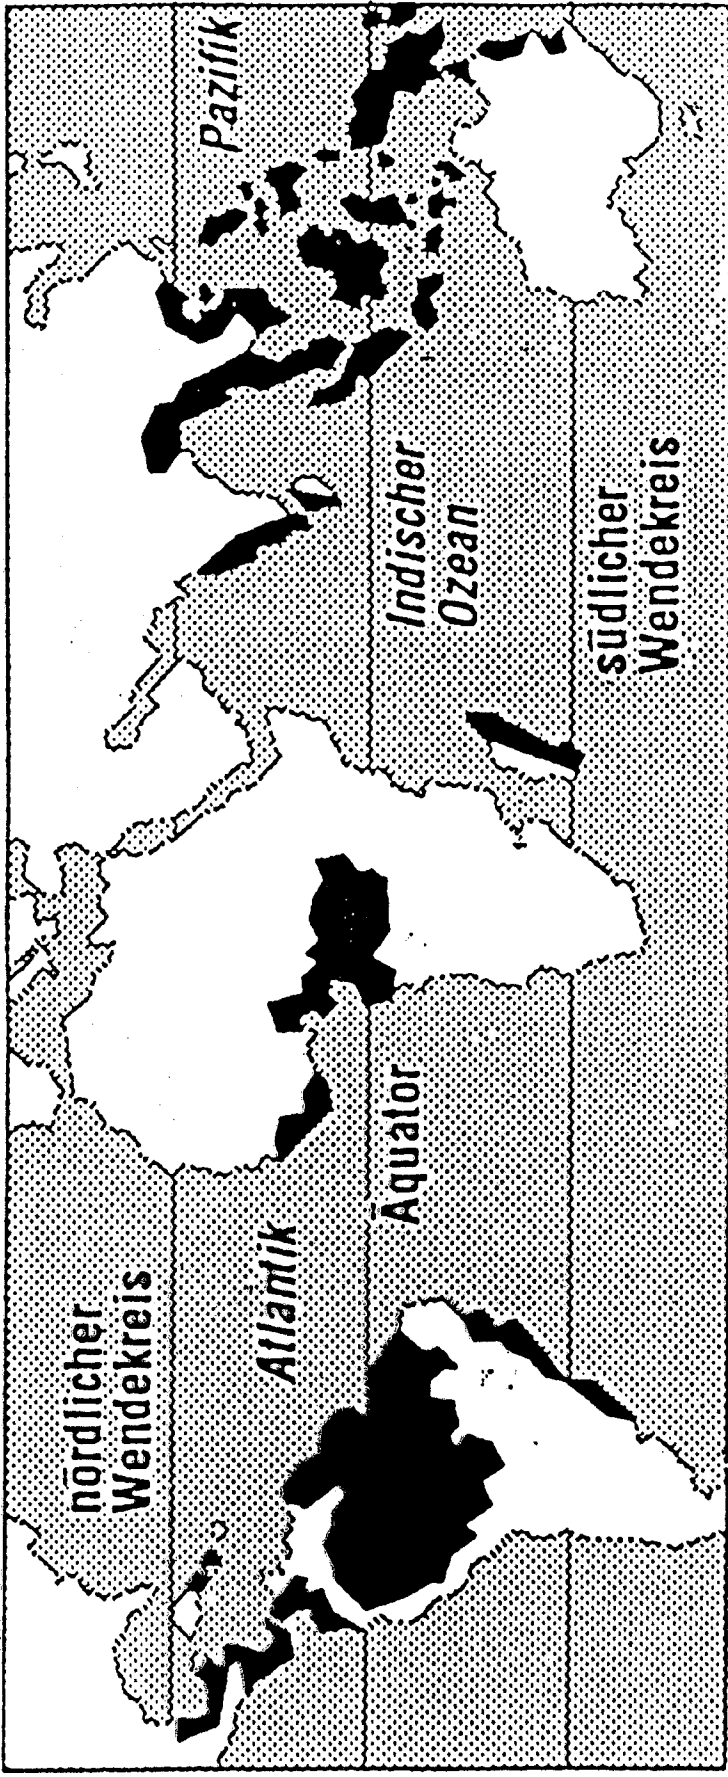 nördlicher
Wendekreis
Atlantik
Äquator
Indischer
Ozean
südlicher
Wendekreis
Pazifik